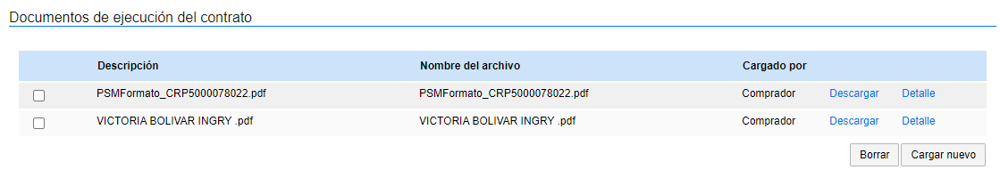 Documentos de ejecución del contrato
Descripción Nombre del archivo Cargado por
PSMFormato_CRP5000078022.pdf PSMFormato_CRP5000078022.pdf Comprador Descargar Detalle
VICTORIA BOLIVAR INGRY .pdf VICTORIA BOLIVAR INGRY .pdf Comprador Descargar Detalle
Borrar Cargar nuevo